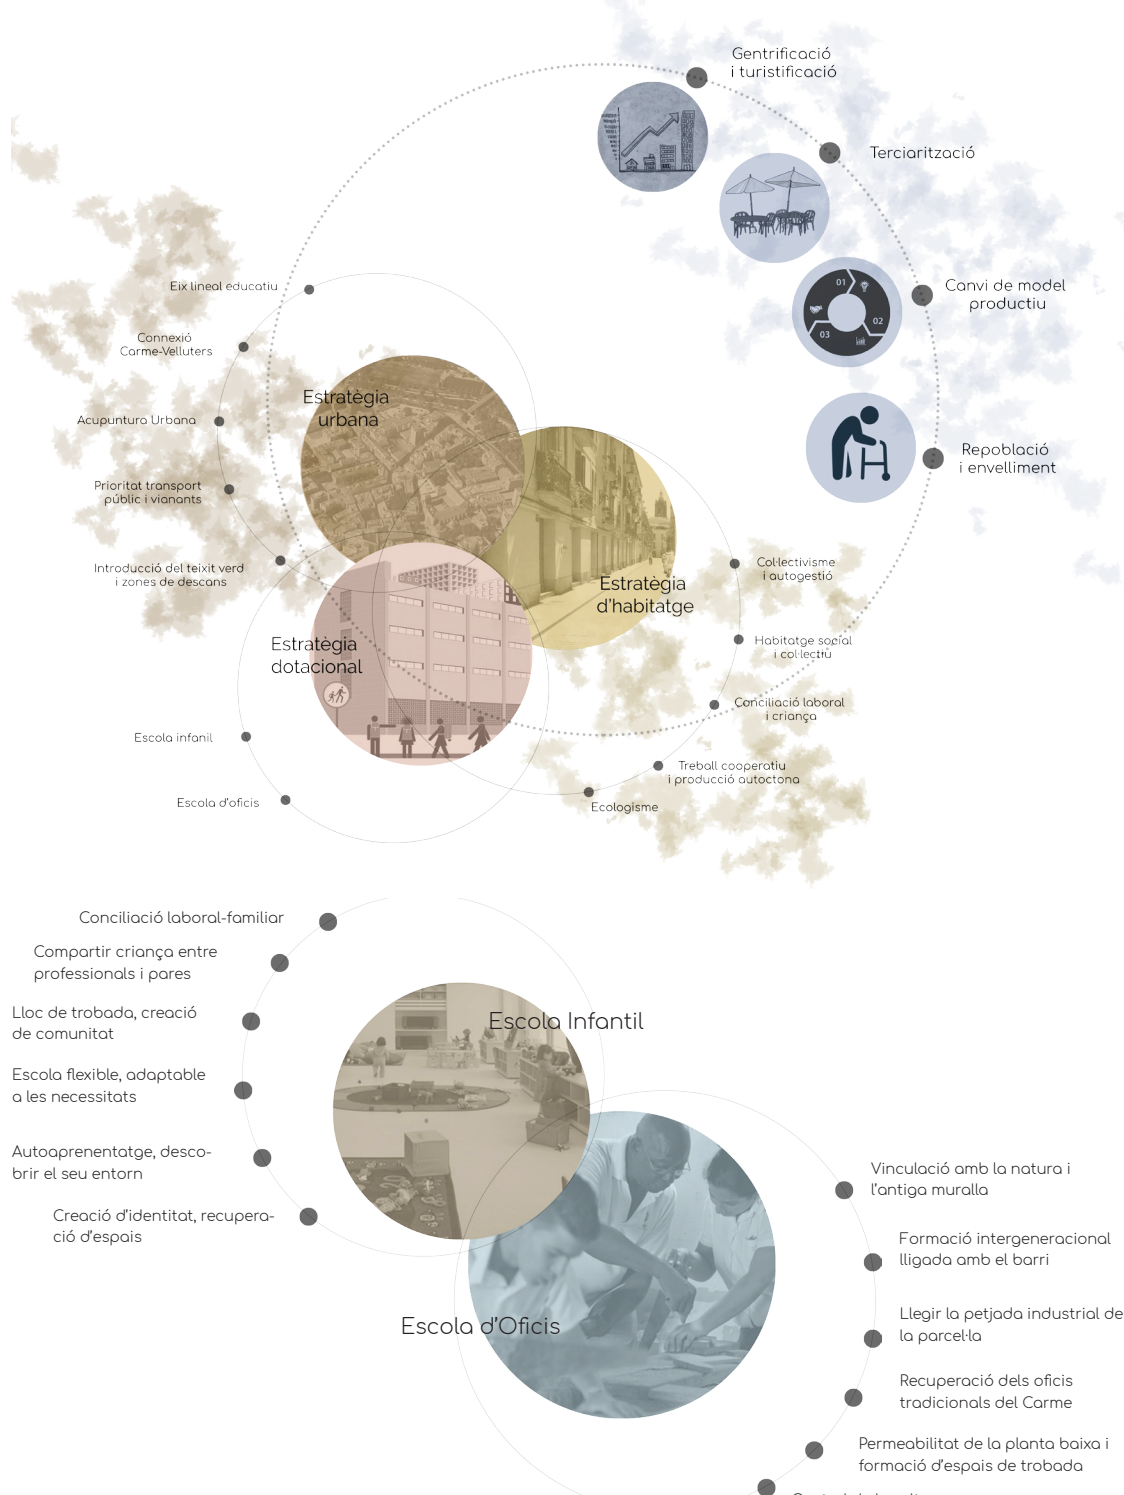 Gentrificació
i turistificació
Terciarització
Canvi de model
productiu
Repoblació
i envelliment
01
02
03
Eix lineal educatiu
Connexió
Carme-Velluters
Acupuntura Urbana
Prioritat transport
públic i vianants
Introducció del teixit verd
i zones de descans
Estratègia
urbana
Estratègia
d'habitatge
Estratègia
dotacional
Col·lectivisme
i autogestió
Habitatge social
i col·lectiu
Conciliació laboral
i criança
Treball cooperatiu
i producció autoctona
Ecologisme
Escola infanil
Escola d'oficis
Conciliació laboral-familiar
Compartir criança entre
professionals i pares
Lloc de trobada, creació
de comunitat
Escola flexible, adaptable
a les necessitats
Autoaprenentatge, desco-
brir el seu entorn
Creació d'identitat, recupera-
ció d'espais
Escola Infantil
Escola d'Oficis
Vinculació amb la natura i
l'antiga muralla
Formació intergeneracional
lligada amb el barri
Llegir la petjada industrial de
la parcel·la
Recuperació dels oficis
tradicionals del Carme
Permeabilitat de la planta baixa i
formació d'espais de trobada